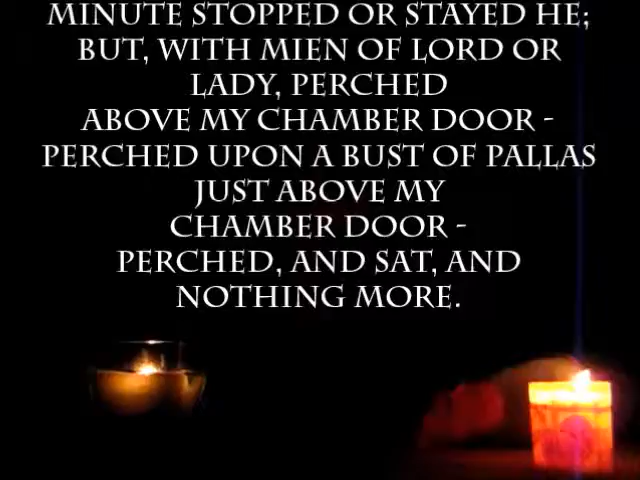 MINUTE STOPPED OR STAYED HE;
BUT, WITH MIEN OF LORD OR
LADY, PERCHED
ABOVE MY CHAMBER DOOR -
PERCHED UPON A BUST OF PALLAS
JUST ABOVE MY
CHAMBER DOOR -
PERCHED, AND SAT, AND
NOTHING MORE.